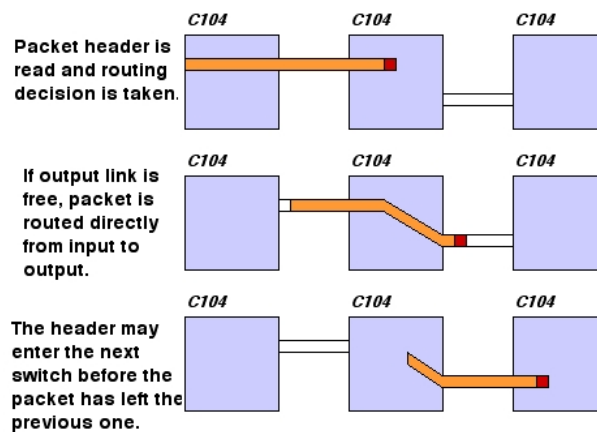 C104 C104 C104
Packet header is
read and routing
decision is taken.
C104 C104 C104
If output link is
free, packet is
routed directly
from input to
output.
C104 C104 C104
The header may
enter the next
switch before the
packet has left the
previous one.